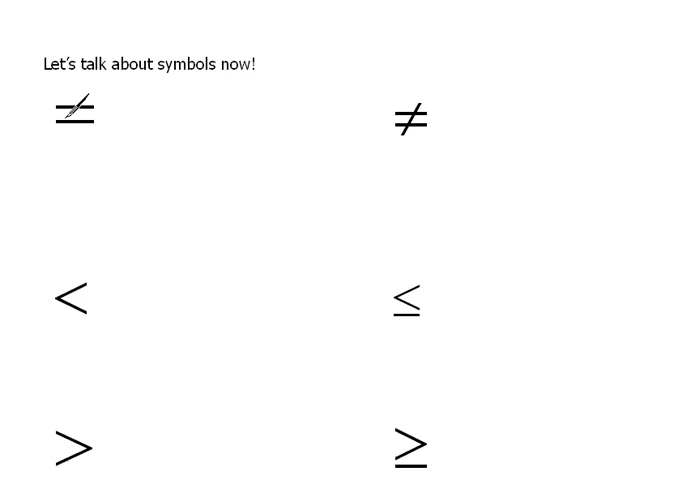 Let's talk about symbols now!
= ≠
< ≤
> ≥